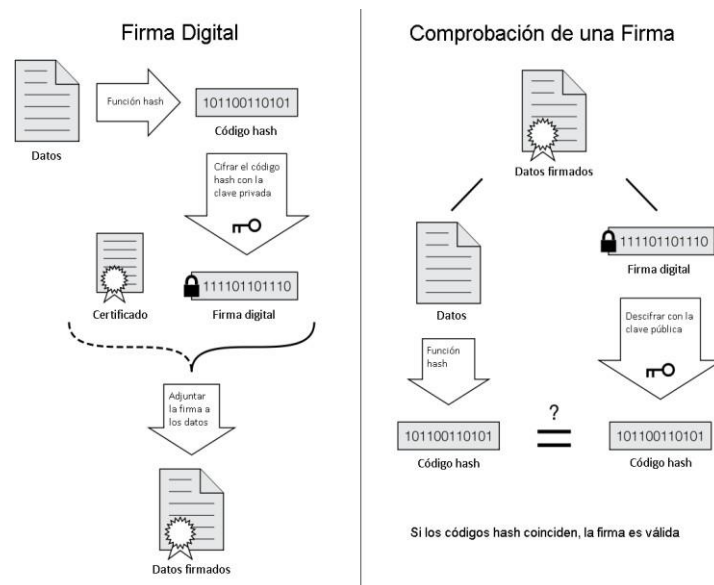 Firma Digital
Función hash
101100110101
Código hash
Datos
Cifrar el código
hash con la
clave privada
Certificado
111101101110
Firma digital
Adjuntar
la firma a
los datos
Datos firmados
Comprobación de una Firma
Datos firmados
Datos
111101101110
Firma digital
Función
hash
Descifrar con la
clave pública
101100110101
Código hash
?
=
101100110101
Código hash
Si los códigos hash coinciden, la firma es válida